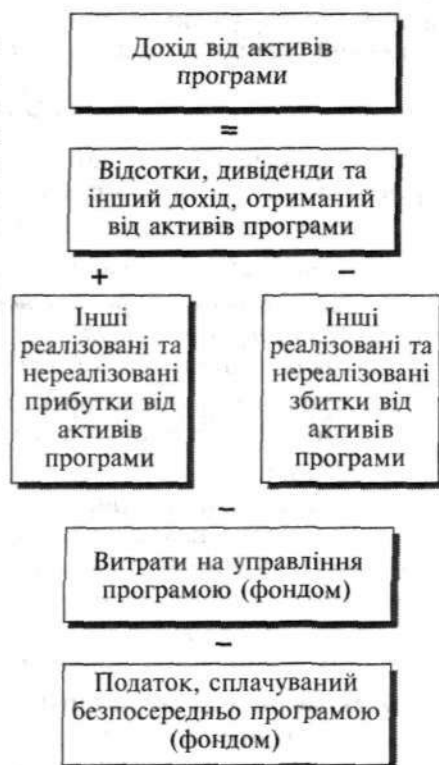 Дохід від активів
програми
=
Відсотки, дивіденди та
інший дохід, отриманий
від активів програми
+
−
Інші
реалізовані та
нереалізовані
прибутки від
активів
програми
Інші
реалізовані та
нереалізовані
збитки від
активів
програми
−
Витрати на управління
програмою (фондом)
−
Податок, сплачуваний
безпосередньо програмою
(фондом)